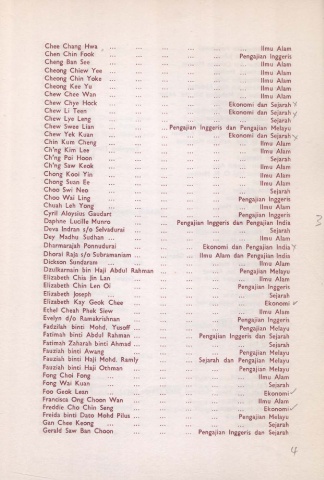 Chee Chang Hwa ... Ilmu Alam
Chen Chin Fook ... Pengajian Inggeris
Cheng Ban See ... Ilmu Alam
Cheong Chiew Yee ... Ilmu Alam
Cheong Chin Yoke ... Ilmu Alam
Cheong Kee Yu ... Ilmu Alam
Chew Chee Wan ... Ilmu Alam
Chew Chye Hock ... Ekonomi dan Sejarah
Chew Li Teen ... Ekonomi dan Sejarah
Chew Lye Leng ... Sejarah
Chew Swee Lian ... Pengajian Inggeris dan Pengajian Melayu
Chew Yek Kuan ... Ekonomi dan Sejarah
Chin Kum Cheng ... Ilmu Alam
Ch'ng Kim Lee ... Sejarah
Ch'ng Poi Hoon ... Sejarah
Ch'ng Saw Keok ... Ilmu Alam
Chong Kooi Yin ... Ilmu Alam
Chong Suan Ee ... Ilmu Alam
Choo Swi Neo ... Sejarah
Choo Wai Ling ... Pengajian Inggeris
Chuah Leh Yong ... Ilmu Alam
Cyril Aloysius Gaudart ... Pengajian Inggeris
Daphne Lucille Munro ... Pengajian Inggeris dan Pengajian India
Deva Indran s/o Selvadurai ... Sejarah
Dey Madhu Sudhan ... Ilmu Alam
Dharmarajah Ponnudurai ... Ekonomi dan Pengajian India
Dhorai Raja s/o Subramaniam ... Ilmu Alam dan Pengajian India
Dickson Sundaram ... Ilmu Alam
Dzulkarnain bin Haji Abdul Rahman ... Pengajian Melayu
Elizabeth Chia Jin Lan ... Ilmu Alam
Elizabeth Chin Len Oi ... Pengajian Inggeris
Elizabeth Joseph ... Sejarah
Elizabeth Kay Geok Chee ... Ekonomi
Ethel Cheah Phek Siew ... Ilmu Alam
Evelyn d/o Ramakrishnan ... Pengajian Inggeris
Fadzilah binti Mohd. Yusoff ... Pengajian Melayu
Fatimah binti Abdul Rahman ... Pengajian Inggeris dan Sejarah
Fatimah Zaharah binti Ahmad ... Sejarah
Fauziah binti Awang ... Pengajian Melayu
Fauziah binti Haji Mohd. Ramly ... Sejarah dan Pengajian Melayu
Fauziah binti Haji Othman ... Pengajian Melayu
Fong Choi Fong ... Ilmu Alam
Fong Wai Kuan ... Sejarah
Foo Geok Lean ... Ekonomi
Francisca Ong Choon Wan ... Ilmu Alam
Freddie Cho Chin Seng ... Ekonomi
Freida binti Dato Mohd Pilus ... Pengajian Melayu
Gan Chee Keong ... Sejarah
Gerald Saw Ban Choon ... Pengajian Inggeris dan Sejarah
3
4